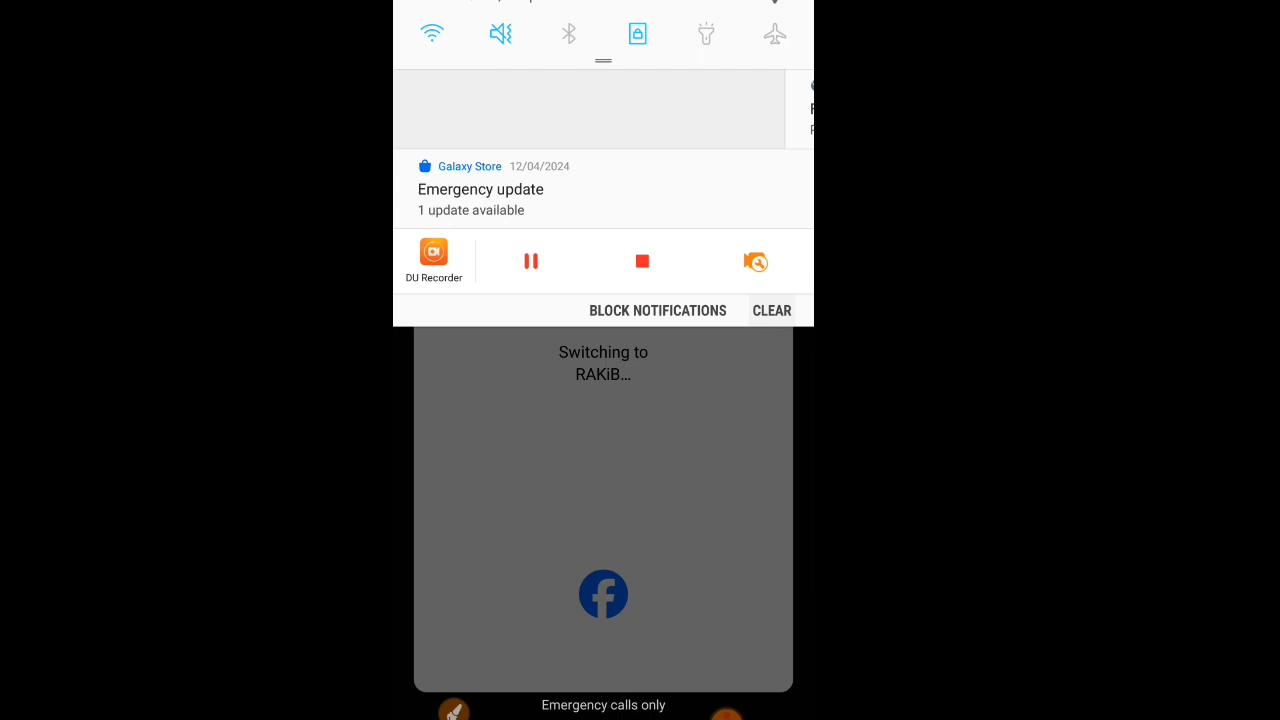 Galaxy Store 12/04/2024
Emergency update
1 update available
DU Recorder
BLOCK NOTIFICATIONS CLEAR
Switching to
RAKiB...
Emergency calls only